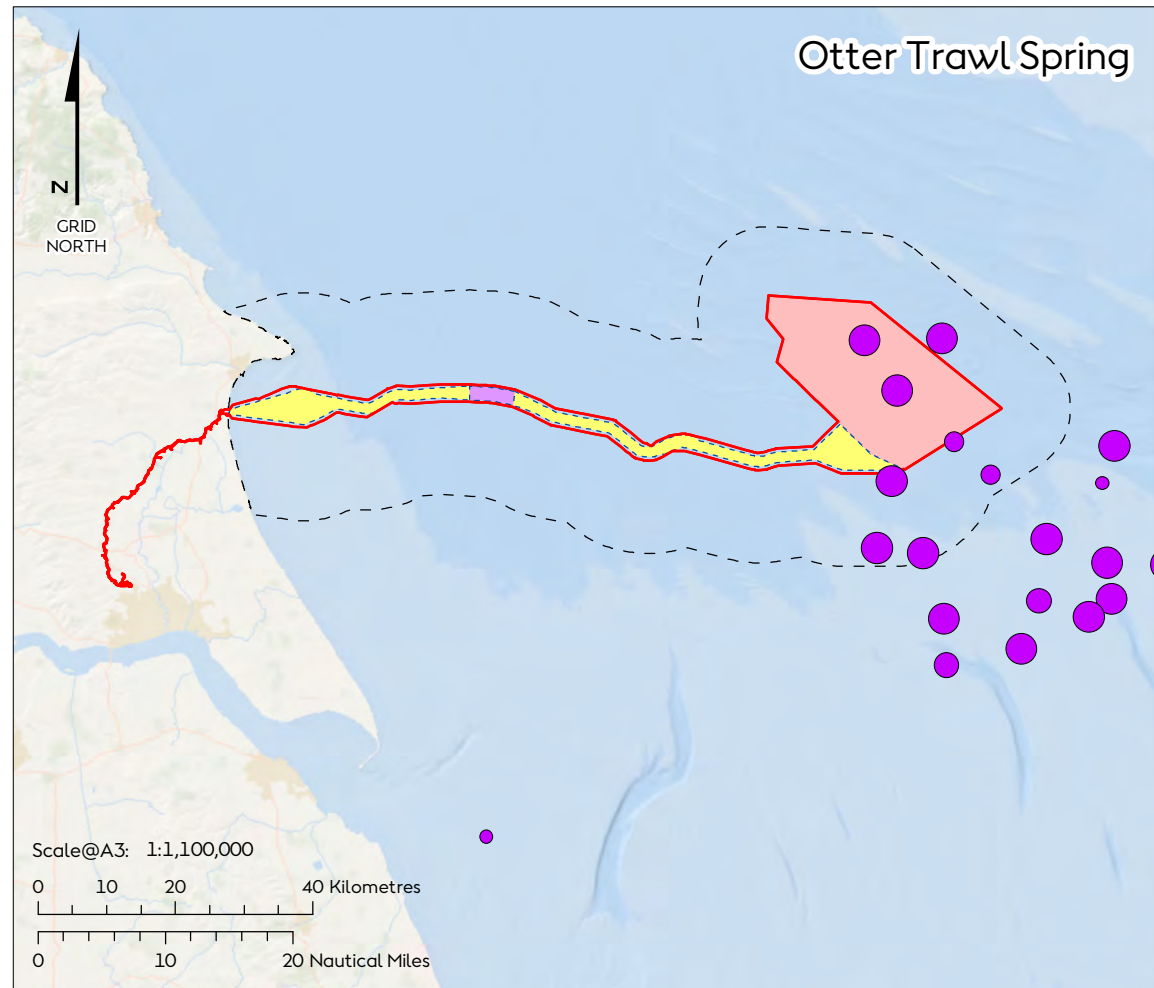 Otter Trawl Spring
N
GRID
NORTH
Scale@A3: 1:1,100,000
0 10 20 40 Kilometres
0 10 20 Nautical Miles